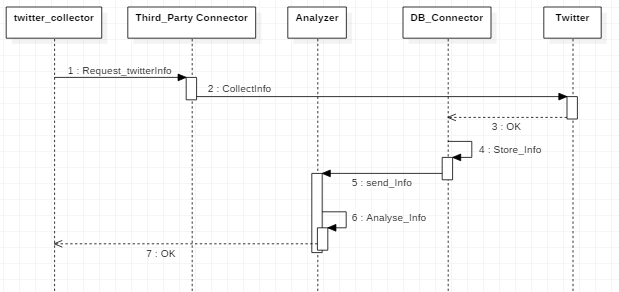 twitter_collector
Third_Party Connector
Analyzer
DB_Connector
Twitter
1 : Request_twitterInfo
2 : CollectInfo
3 : OK
4 : Store_Info
5 : send_Info
6 : Analyse_Info
7 : OK